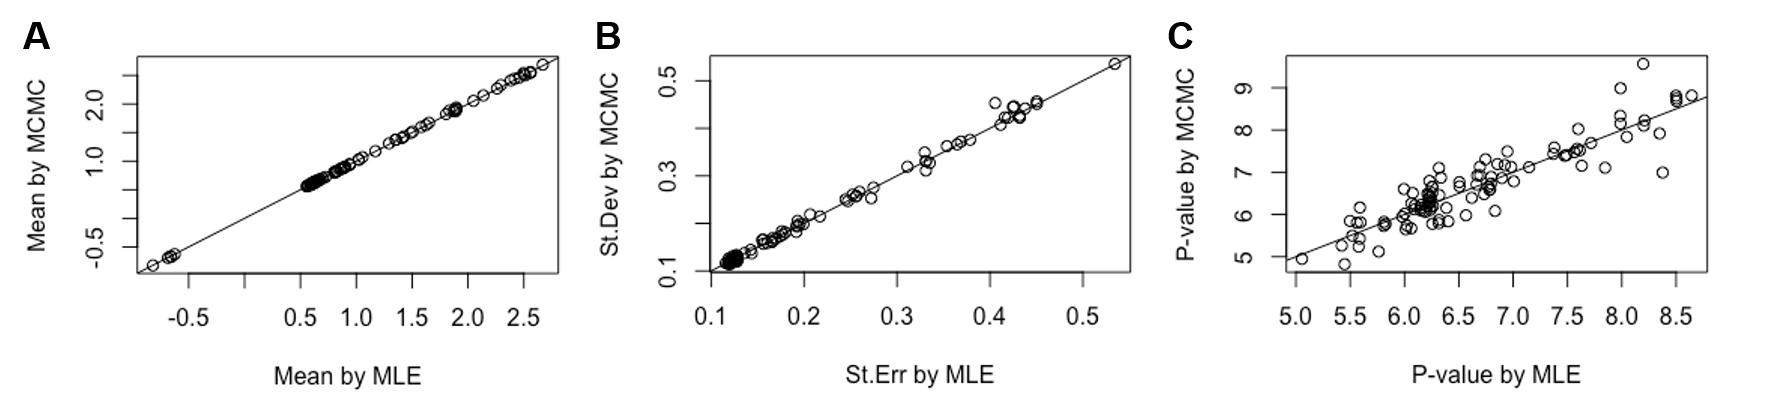 A
Mean by MCMC
-0.5 1.0 2.0
-0.5 0.5 1.0 1.5 2.0 2.5
Mean by MLE
B
St.Dev by MCMC
0.1 0.3 0.5
0.1 0.2 0.3 0.4 0.5
St.Err by MLE
C
P-value by MCMC
5 6 7 8 9
5.0 5.5 6.0 6.5 7.0 7.5 8.0 8.5
P-value by MLE